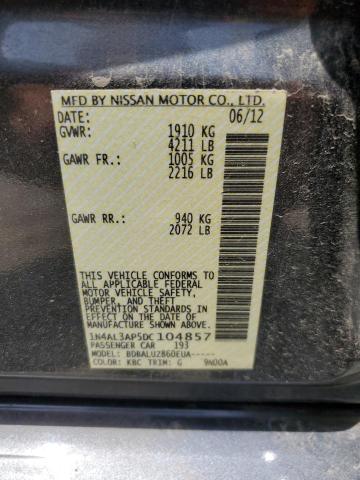 MFD BY NISSAN MOTOR CO., LTD.
DATE: 06/12
GVWR: 1910 KG
4211 LB
GAWR FR.: 1005 KG
2216 LB
GAWR RR.: 940 KG
2072 LB
THIS VEHICLE CONFORMS TO
ALL APPLICABLE FEDERAL
MOTOR VEHICLE SAFETY,
BUMPER, AND THEFT
PREVENTION STANDARDS
IN EFFECT ON THE DATE OF
MANUFACTURE SHOWN ABOVE.
1N4AL3AP5DC104857
PASSENGER CAR 193
MODEL: BDBALUZB60EUA-----
COLOR: KBC TRIM: G 9N00A